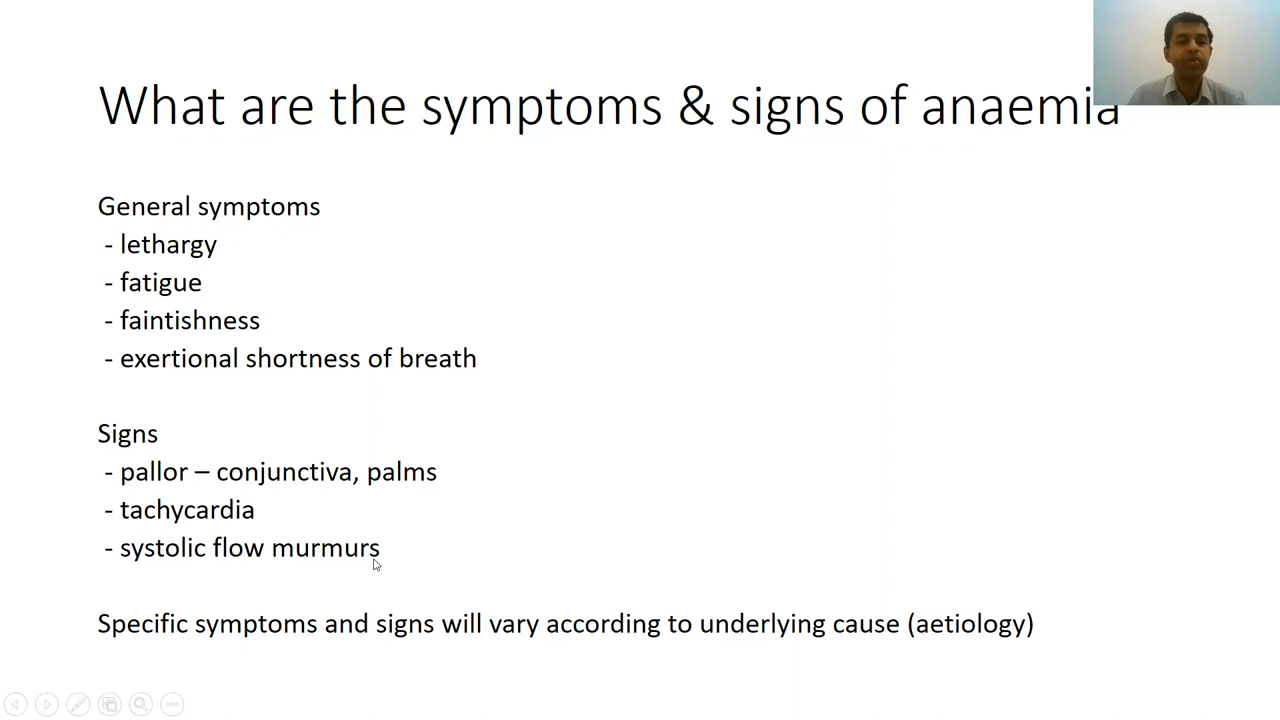 What are the symptoms & signs of anaemia
General symptoms
- lethargy
- fatigue
- faintishness
- exertional shortness of breath
Signs
- pallor – conjunctiva, palms
- tachycardia
- systolic flow murmurs
Specific symptoms and signs will vary according to underlying cause (aetiology)